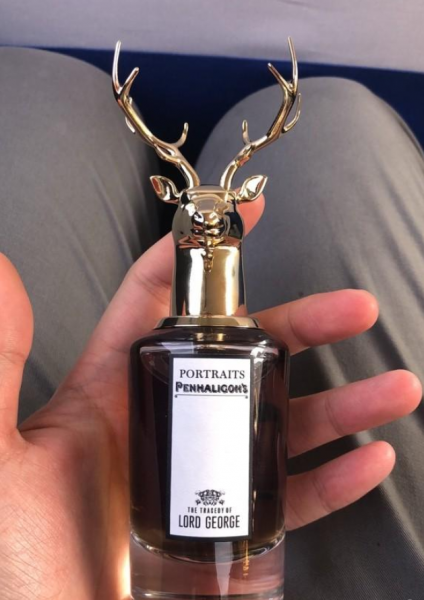 PORTRAITS
PENHALIGON'S
THE TRAGEDY OF
LORD GEORGE